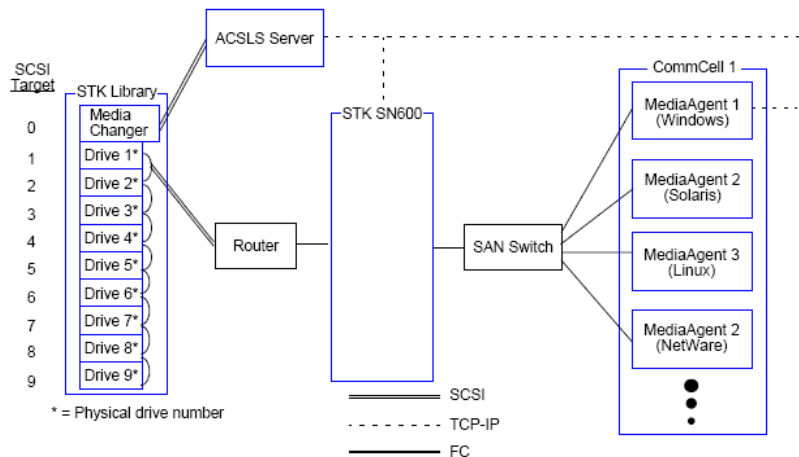 ACSLS Server
SCSI
Target
STK Library
Media
Changer
0
Drive 1*
1
Drive 2*
2
Drive 3*
3
Drive 4*
4
Drive 5*
5
Drive 6*
6
Drive 7*
7
Drive 8*
8
Drive 9*
9
* = Physical drive number
Router
STK SN600
SAN Switch
CommCell 1
MediaAgent 1
(Windows)
MediaAgent 2
(Solaris)
MediaAgent 3
(Linux)
MediaAgent 2
(NetWare)
SCSI
TCP-IP
FC